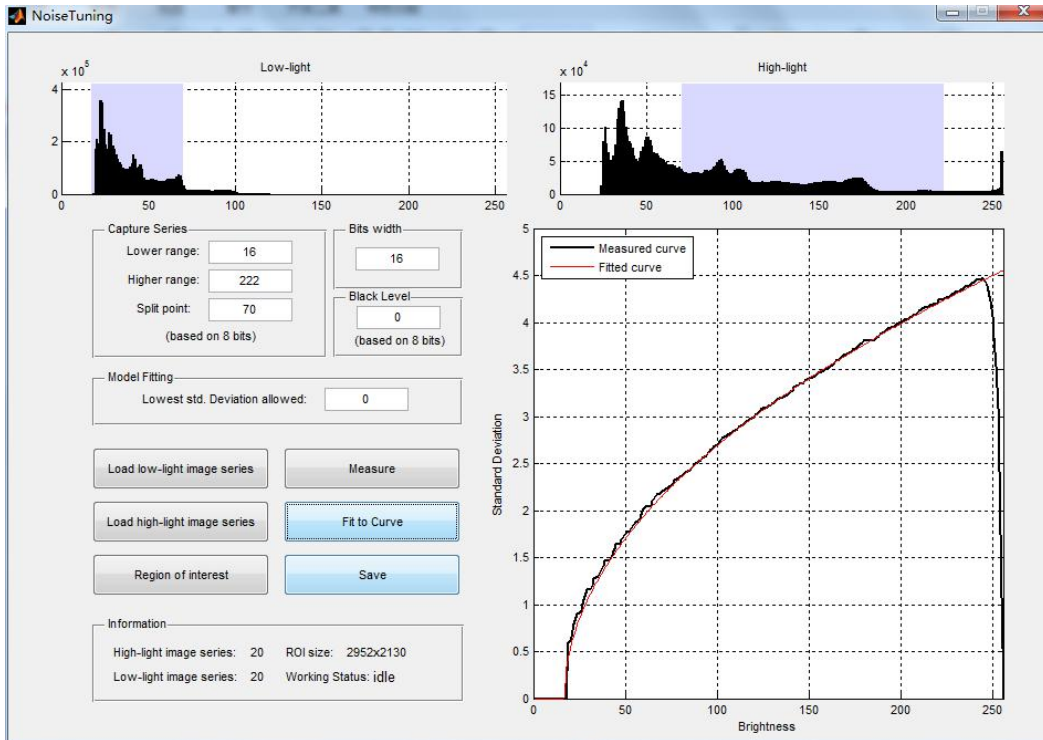 NoiseTuning
Low-light
x 10^5
4
2
0
0 50 100 150 200 250
High-light
x 10^4
15
10
5
0
0 50 100 150 200 250
Capture Series
Lower range: 16
Higher range: 222
Split point: 70
(based on 8 bits)
Bits width
16
Black Level
0
(based on 8 bits)
Model Fitting
Lowest std. Deviation allowed: 0
Load low-light image series
Measure
Load high-light image series
Fit to Curve
Region of interest
Save
Information
High-light image series: 20 ROI size: 2952x2130
Low-light image series: 20 Working Status: idle
Measured curve
Fitted curve
5
4.5
4
3.5
3
2.5
2
1.5
1
0.5
0
Standard Deviation
0 50 100 150 200 250
Brightness